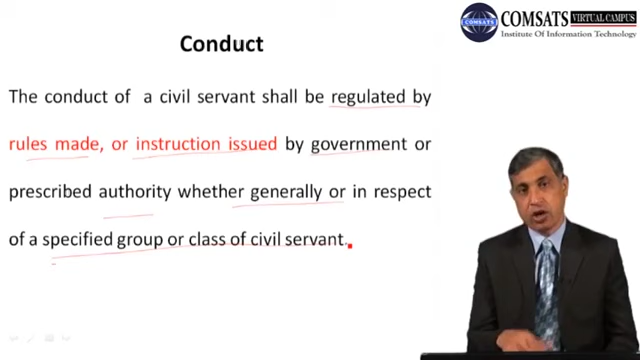 COMSATS VIRTUAL CAMPUS
Institute Of Information Technology
COMSATS
Conduct
The conduct of a civil servant shall be regulated by
rules made, or instruction issued by government or
prescribed authority whether generally or in respect
of a specified group or class of civil servant.